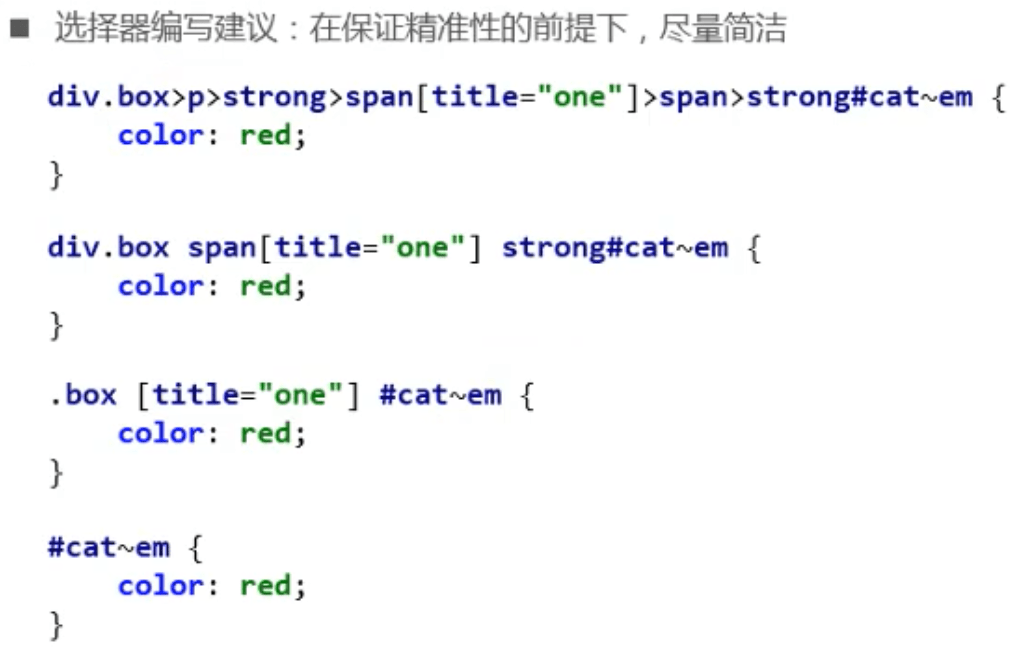 ■ 选择器编写建议：在保证精准性的前提下，尽量简洁
div.box>p>strong>span[title="one"]>span>strong#cat~em {
    color: red;
}
div.box span[title="one"] strong#cat~em {
    color: red;
}
.box [title="one"] #cat~em {
    color: red;
}
#cat~em {
    color: red;
}